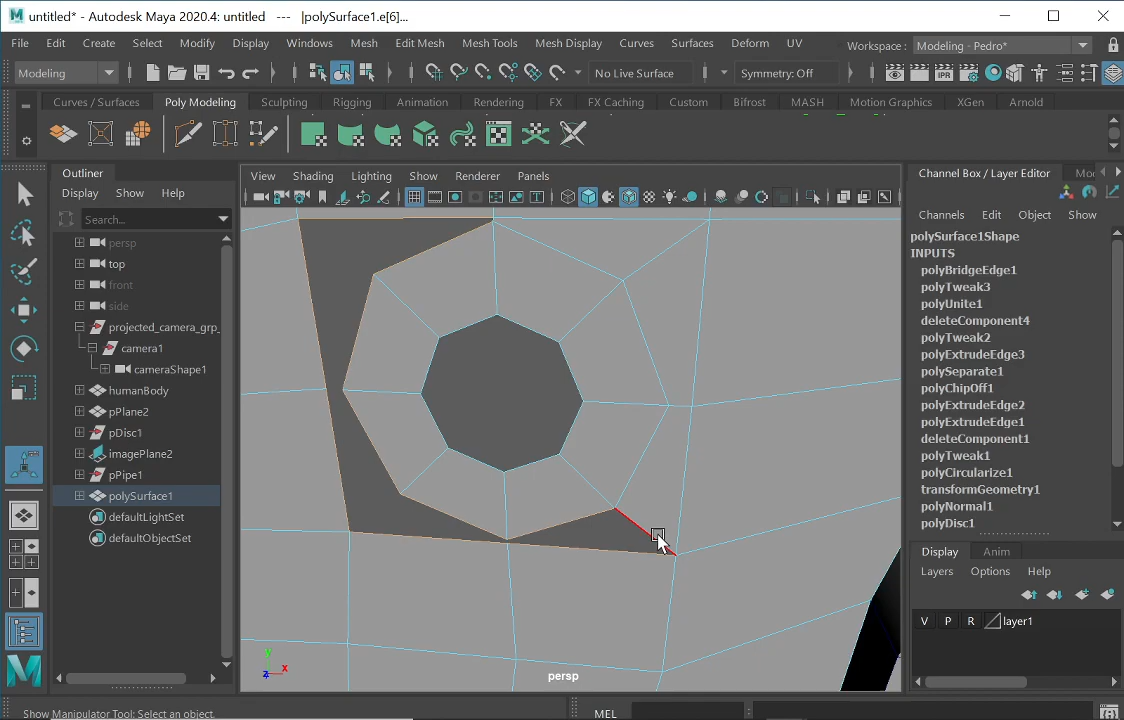 untitled* - Autodesk Maya 2020.4: untitled --- |polySurface1.e[6]...
File Edit Create Select Modify Display Windows Mesh Edit Mesh Mesh Tools Mesh Display Curves Surfaces Deform UV Workspace : Modeling - Pedro*
Modeling No Live Surface Symmetry: Off
Curves / Surfaces Poly Modeling Sculpting Rigging Animation Rendering FX FX Caching Custom Bifrost MASH Motion Graphics XGen Arnold
Outliner
Display Show Help
Search...
persp
top
front
side
projected_camera_grp_
camera1
cameraShape1
humanBody
pPlane2
pDisc1
imagePlane2
pPipe1
polySurface1
defaultLightSet
defaultObjectSet
View Shading Lighting Show Renderer Panels
IPR
y
z x
persp
Channel Box / Layer Editor Mo
Channels Edit Object Show
polySurface1Shape
INPUTS
polyBridgeEdge1
polyTweak3
polyUnite1
deleteComponent4
polyTweak2
polyExtrudeEdge3
polySeparate1
polyChipOff1
polyExtrudeEdge2
polyExtrudeEdge1
deleteComponent1
polyTweak1
polyCircularize1
transformGeometry1
polyNormal1
polyDisc1
Display Anim
Layers Options Help
V P R layer1
Show Manipulator Tool: Select an object. MEL